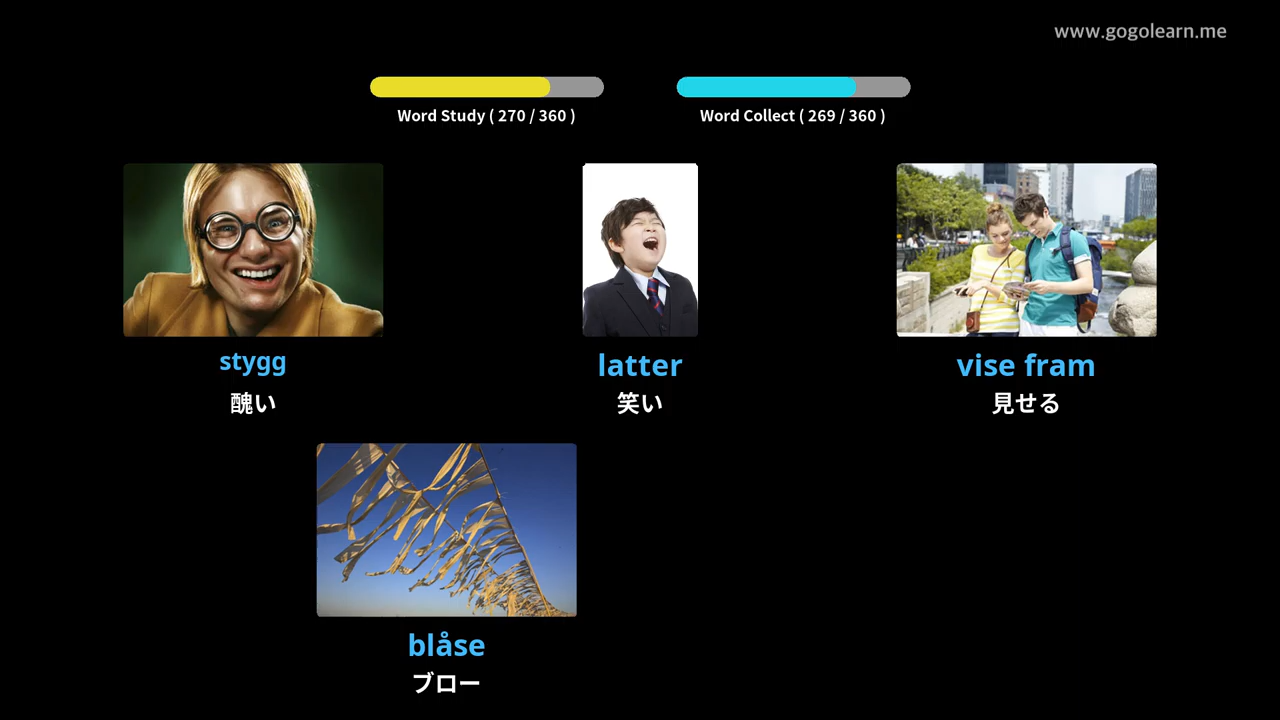 www.gogolearn.me
Word Study ( 270 / 360 )
Word Collect ( 269 / 360 )
stygg
醜い
latter
笑い
vise fram
見せる
blåse
ブロー